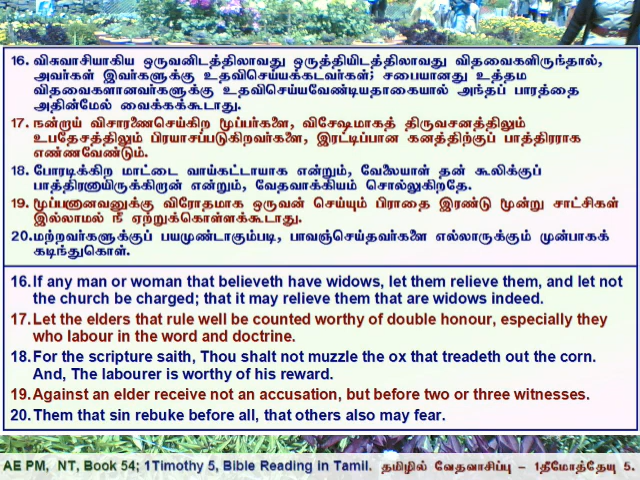 16. விசுவாசியாகிய ஒருவனிடத்திலாவது ஒருத்தியிடத்திலாவது விதவைகளிருந்தால்,
அவர்கள் இவர்களுக்கு உதவிசெய்யக்கடவர்கள்; சபையானது உத்தம
விதவைகளானவர்களுக்கு உதவிசெய்யவேண்டியதாகையால் அந்தப் பாரத்தை
அதின்மேல் வைக்கக்கூடாது.
17. நன்றாய் விசாரணைசெய்கிற மூப்பர்களை, விசேஷமாகத் திருவசனத்திலும்
உபதேசத்திலும் பிரயாசப்படுகிறவர்களை, இரட்டிப்பான கனத்திற்குப் பாத்திரராக
எண்ணவேண்டும்.
18. போரடிக்கிற மாட்டை வாய்கட்டாயாக என்றும், வேலையாள் தன் கூலிக்குப்
பாத்திரனாயிருக்கிறான் என்றும், வேதவாக்கியம் சொல்லுகிறதே.
19. மூப்பனானவனுக்கு விரோதமாக ஒருவன் செய்யும் பிராதை இரண்டு மூன்று சாட்சிகள்
இல்லாமல் நீ ஏற்றுக்கொள்ளக்கூடாது.
20. மற்றவர்களுக்குப் பயமுண்டாகும்படி, பாவஞ்செய்தவர்களை எல்லாருக்கும் முன்பாகக்
கடிந்துகொள்.
16. If any man or woman that believeth have widows, let them relieve them, and let not
the church be charged; that it may relieve them that are widows indeed.
17. Let the elders that rule well be counted worthy of double honour, especially they
who labour in the word and doctrine.
18. For the scripture saith, Thou shalt not muzzle the ox that treadeth out the corn.
And, The labourer is worthy of his reward.
19. Against an elder receive not an accusation, but before two or three witnesses.
20. Them that sin rebuke before all, that others also may fear.
AE PM, NT, Book 54; 1Timothy 5, Bible Reading in Tamil. தமிழில் வேதவாசிப்பு – 1தீமோத்தேயு 5.